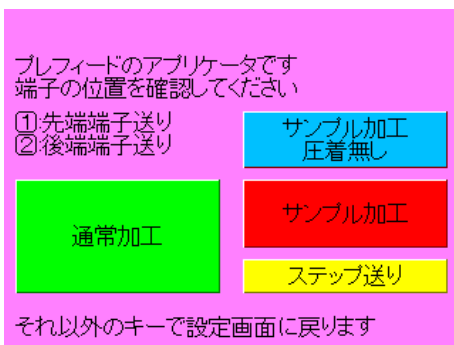 プレフィードのアプリケータです
端子の位置を確認してください
①:先端端子送り
②:後端端子送り
サンプル加工
圧着無し
通常加工
サンプル加工
ステップ送り
それ以外のキーで設定画面に戻ります